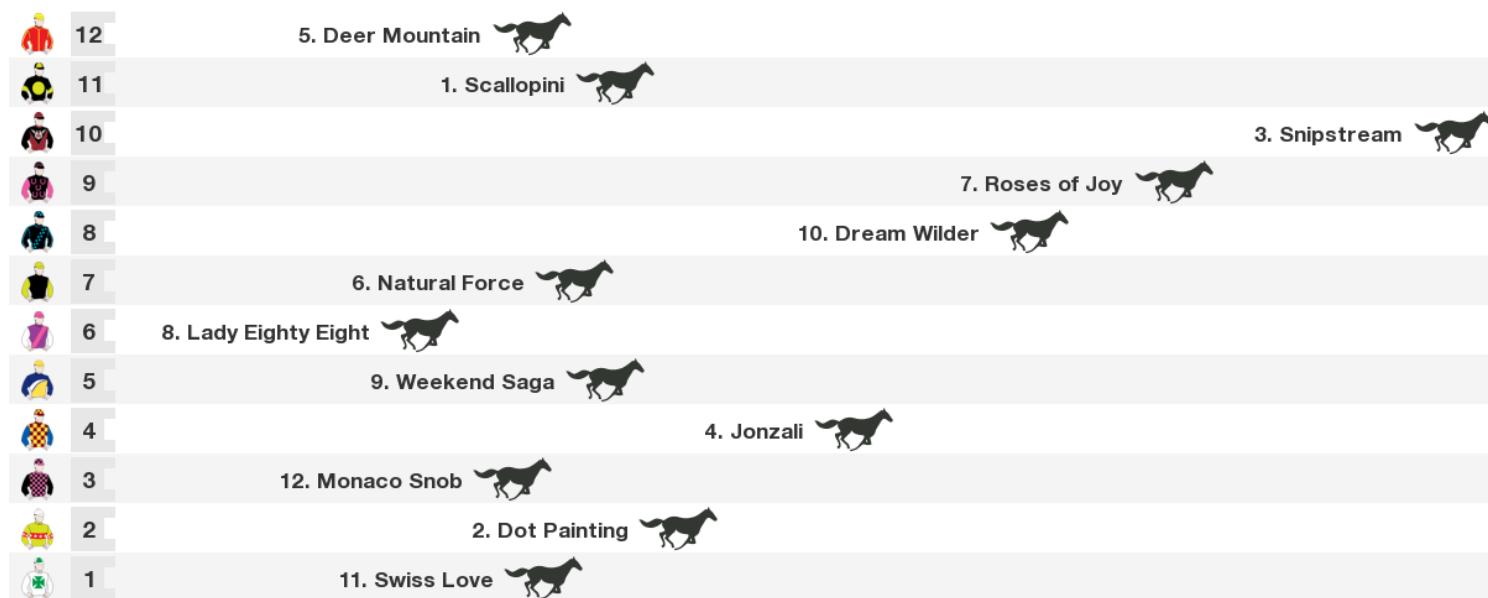 12 5. Deer Mountain
11 1. Scallopini
10 3. Snipstream
9 7. Roses of Joy
8 10. Dream Wilder
7 6. Natural Force
6 8. Lady Eighty Eight
5 9. Weekend Saga
4 4. Jonzali
3 12. Monaco Snob
2 2. Dot Painting
1 11. Swiss Love